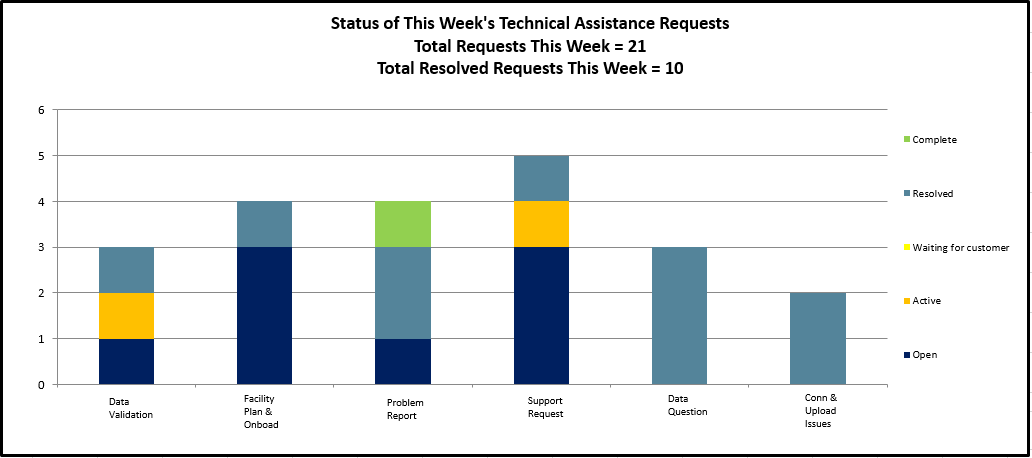 Status of This Week's Technical Assistance Requests
Total Requests This Week = 21
Total Resolved Requests This Week = 10
6
5
4
3
2
1
0
Data
Validation
Facility
Plan &
Onboad
Problem
Report
Support
Request
Data
Question
Conn &
Upload
Issues
Complete
Resolved
Waiting for customer
Active
Open